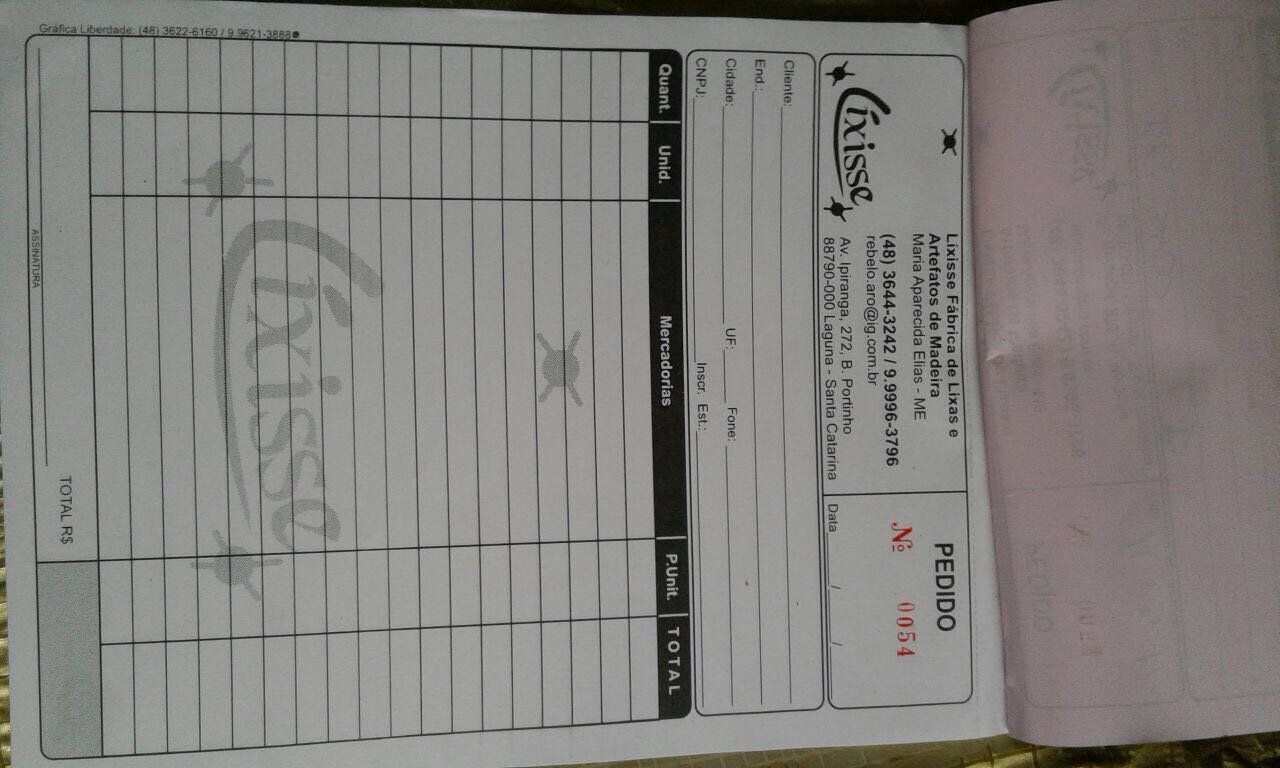 Líxisse
Líxisse Fábrica de Lixas e
Artefatos de Madeira
Maria Aparecida Elias - ME
(48) 3644-3242 / 9.9996-3796
rebelo.aro@ig.com.br
Av. Ipiranga, 272, B. Portinho
88790-000 Laguna - Santa Catarina
PEDIDO
Nº 0054
Data____/____/____
Cliente:
End.:
Cidade: UF: Fone:
CNPJ: Inscr. Est.:
Quant. Unid. Mercadorias P.Unit. TOTAL
Líxisse
TOTAL R$
ASSINATURA
Gráfica Liberdade: (48) 3622-6160 / 9.9621-3888